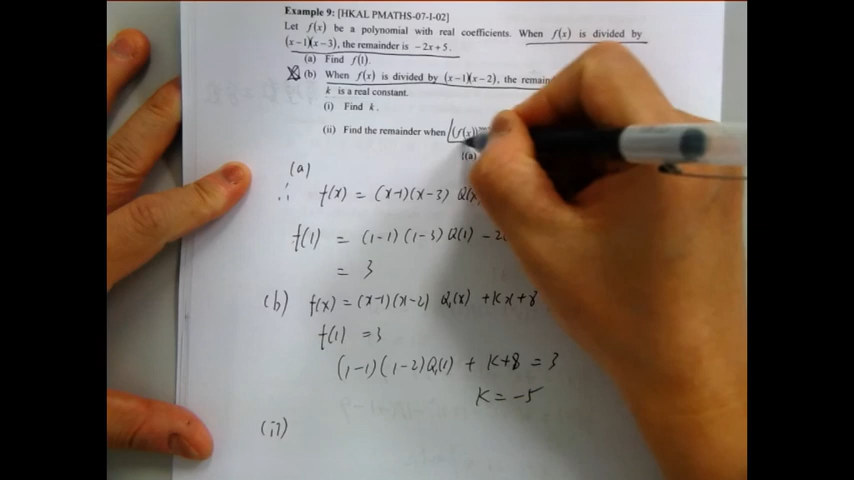 Example 9: [HKAL PMATHS-07-I-02]
Let f(x) be a polynomial with real coefficients. When f(x) is divided by
(x−1)(x−3), the remainder is −2x+5.
(a) Find f(1).
(b) When f(x) is divided by (x−1)(x−2), the
k is a real constant.
(i) Find k.
(ii) Find the remainder when (f(x))
(a)
∴ f(x) = (x-1)(x-3)
f(1) = (1-1)(1-3) Q(1) - 2
= 3
(b) f(x) = (x-1)(x-2) Q₁(x) + Kx + 8
f(1) = 3
(1-1)(1-2)Q₁(1) + K+8 = 3
K = -5
(ii)